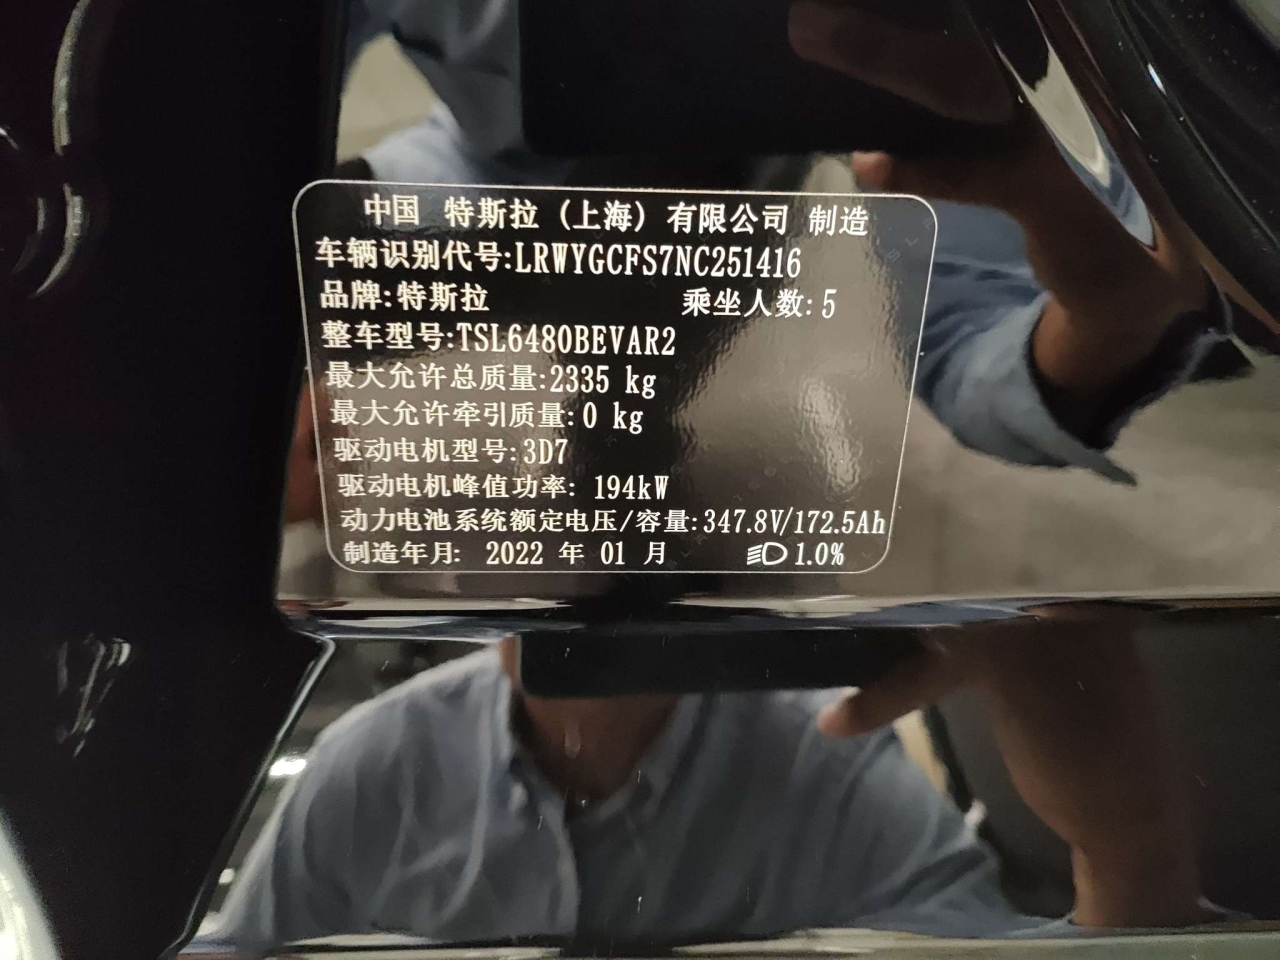 中国 特斯拉 (上海) 有限公司 制造
车辆识别代号:LRWYGCFS7NC251416
品牌:特斯拉 乘坐人数:5
整车型号:TSL6480BEVAR2
最大允许总质量:2335 kg
最大允许牵引质量:0 kg
驱动电机型号:3D7
驱动电机峰值功率: 194kW
动力电池系统额定电压/容量:347.8V/172.5Ah
制造年月: 2022 年 01 月 1.0%